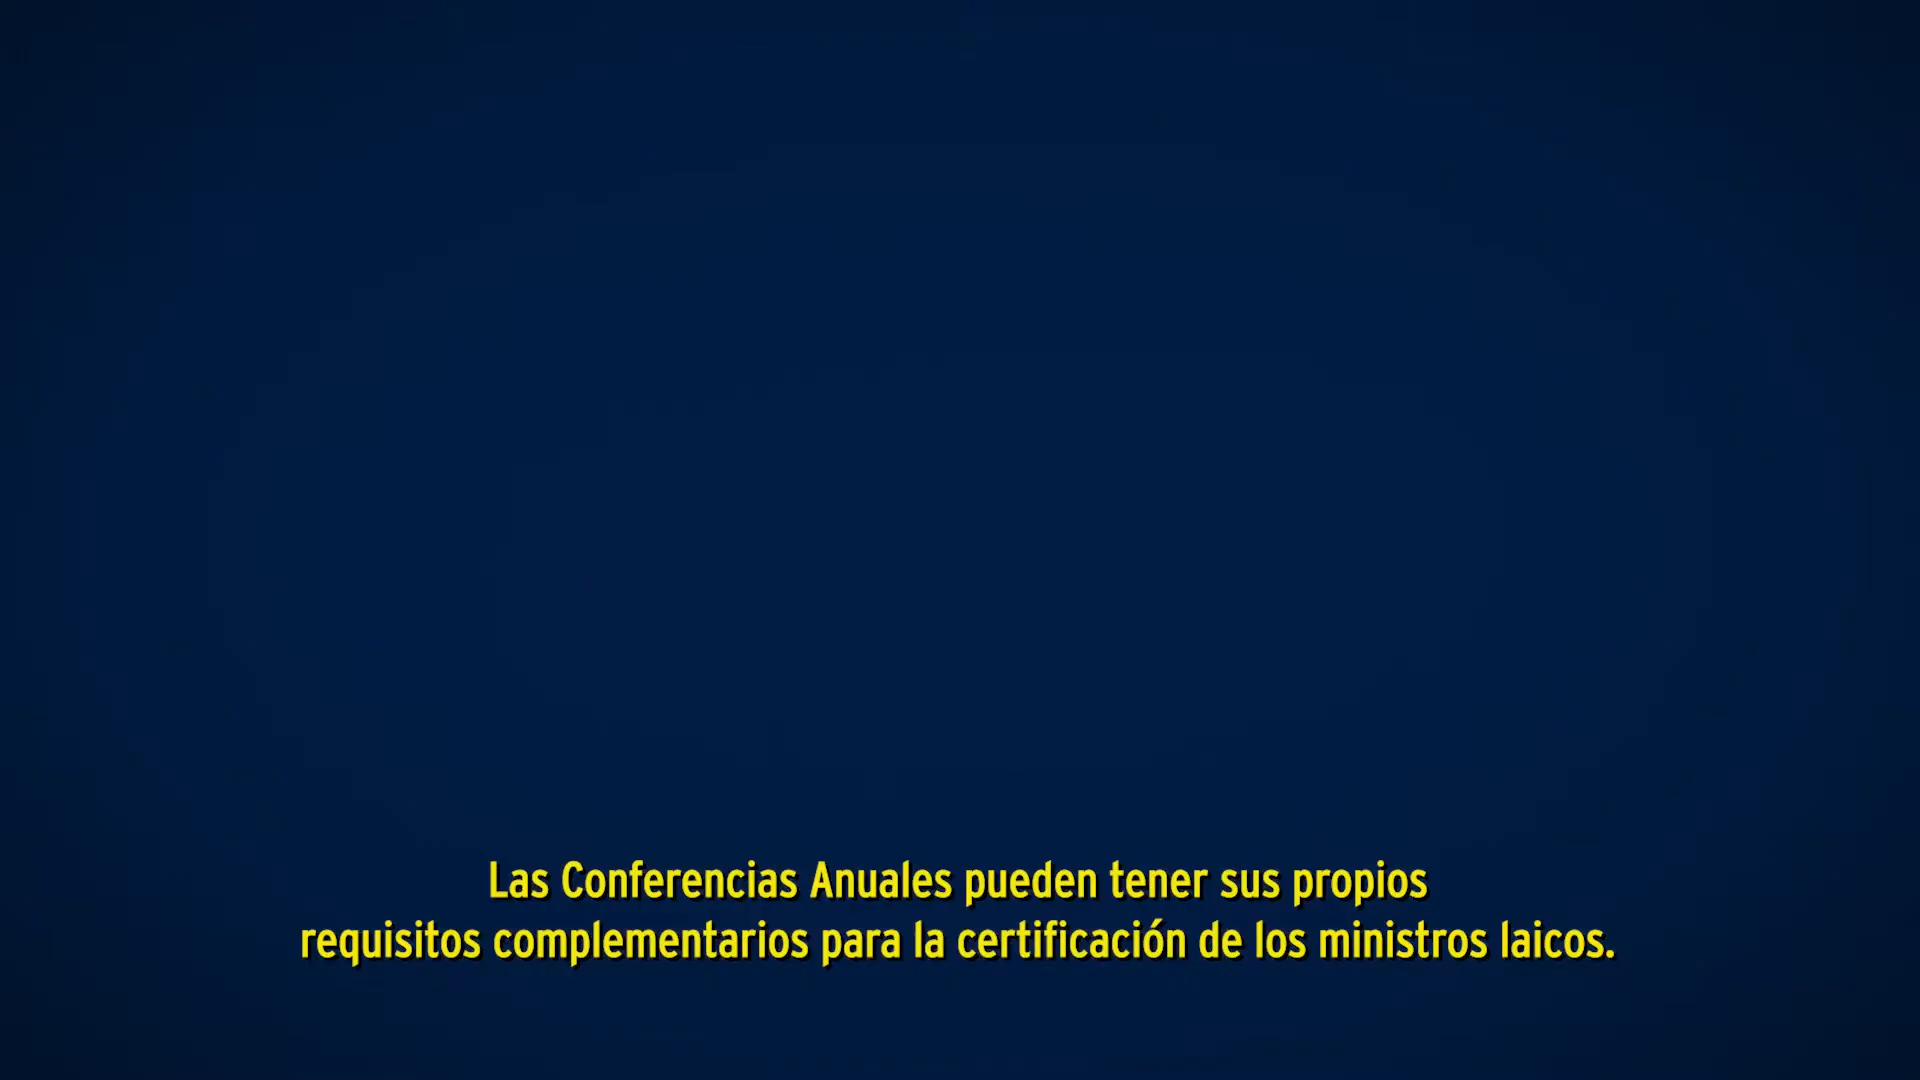 Las Conferencias Anuales pueden tener sus propios
requisitos complementarios para la certificación de los ministros laicos.